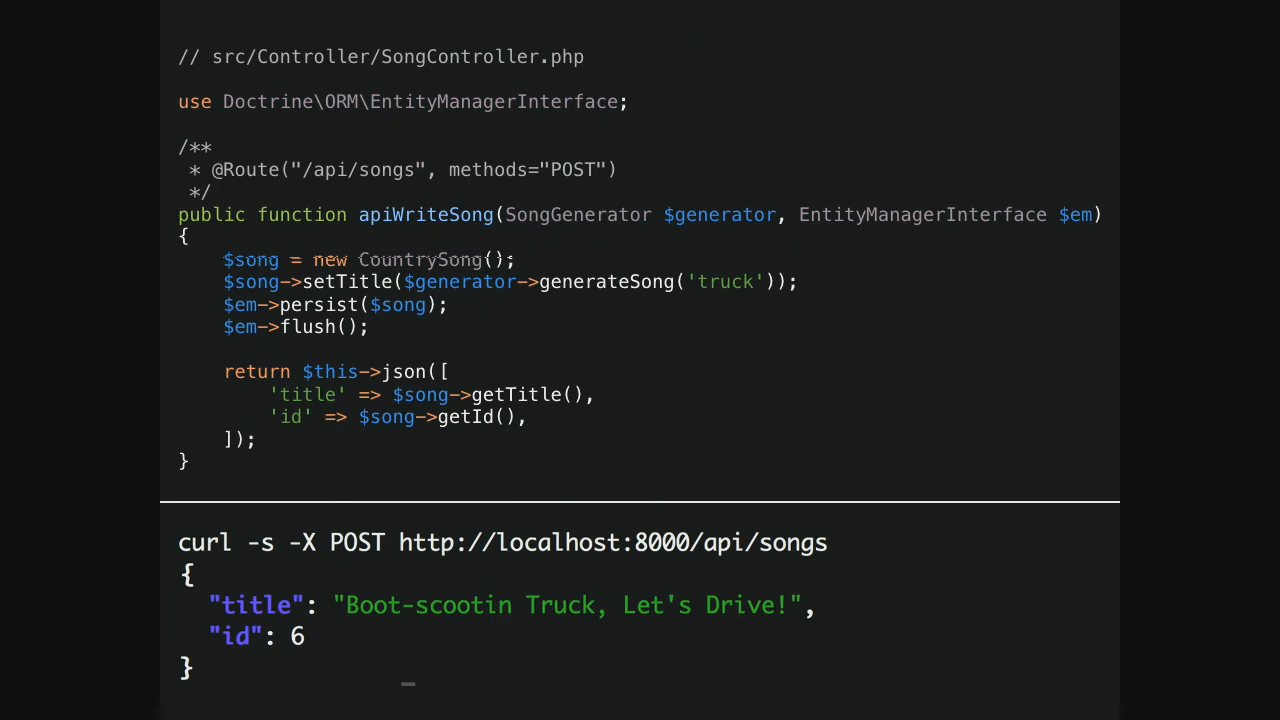 // src/Controller/SongController.php
use Doctrine\ORM\EntityManagerInterface;
/**
 * @Route("/api/songs", methods="POST")
 */
public function apiWriteSong(SongGenerator $generator, EntityManagerInterface $em)
{
    $song = new CountrySong();
    $song->setTitle($generator->generateSong('truck'));
    $em->persist($song);
    $em->flush();
    return $this->json([
        'title' => $song->getTitle(),
        'id' => $song->getId(),
    ]);
}
curl -s -X POST http://localhost:8000/api/songs
{
  "title": "Boot-scootin Truck, Let's Drive!",
  "id": 6
}